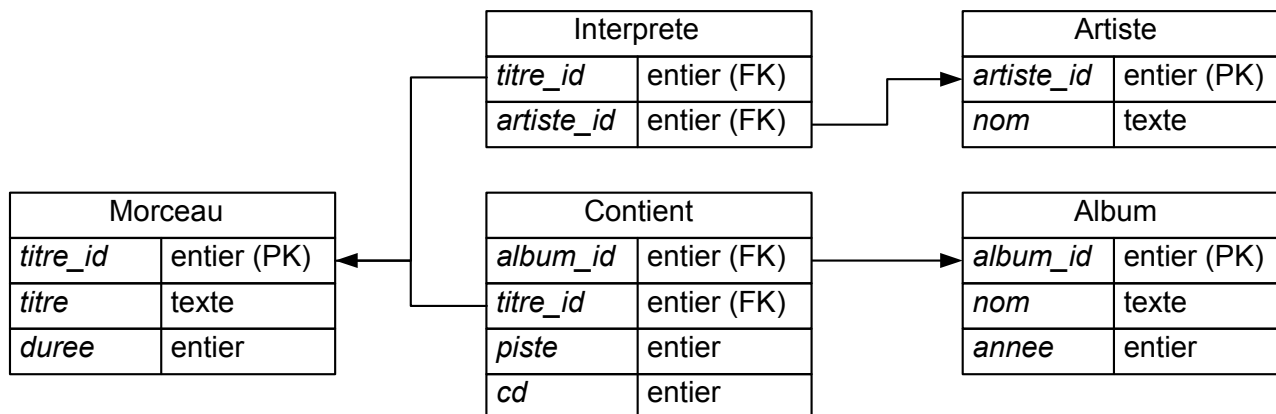 Interprete
titre_id entier (FK)
artiste_id entier (FK)
Artiste
artiste_id entier (PK)
nom texte
Morceau
titre_id entier (PK)
titre texte
duree entier
Contient
album_id entier (FK)
titre_id entier (FK)
piste entier
cd entier
Album
album_id entier (PK)
nom texte
annee entier